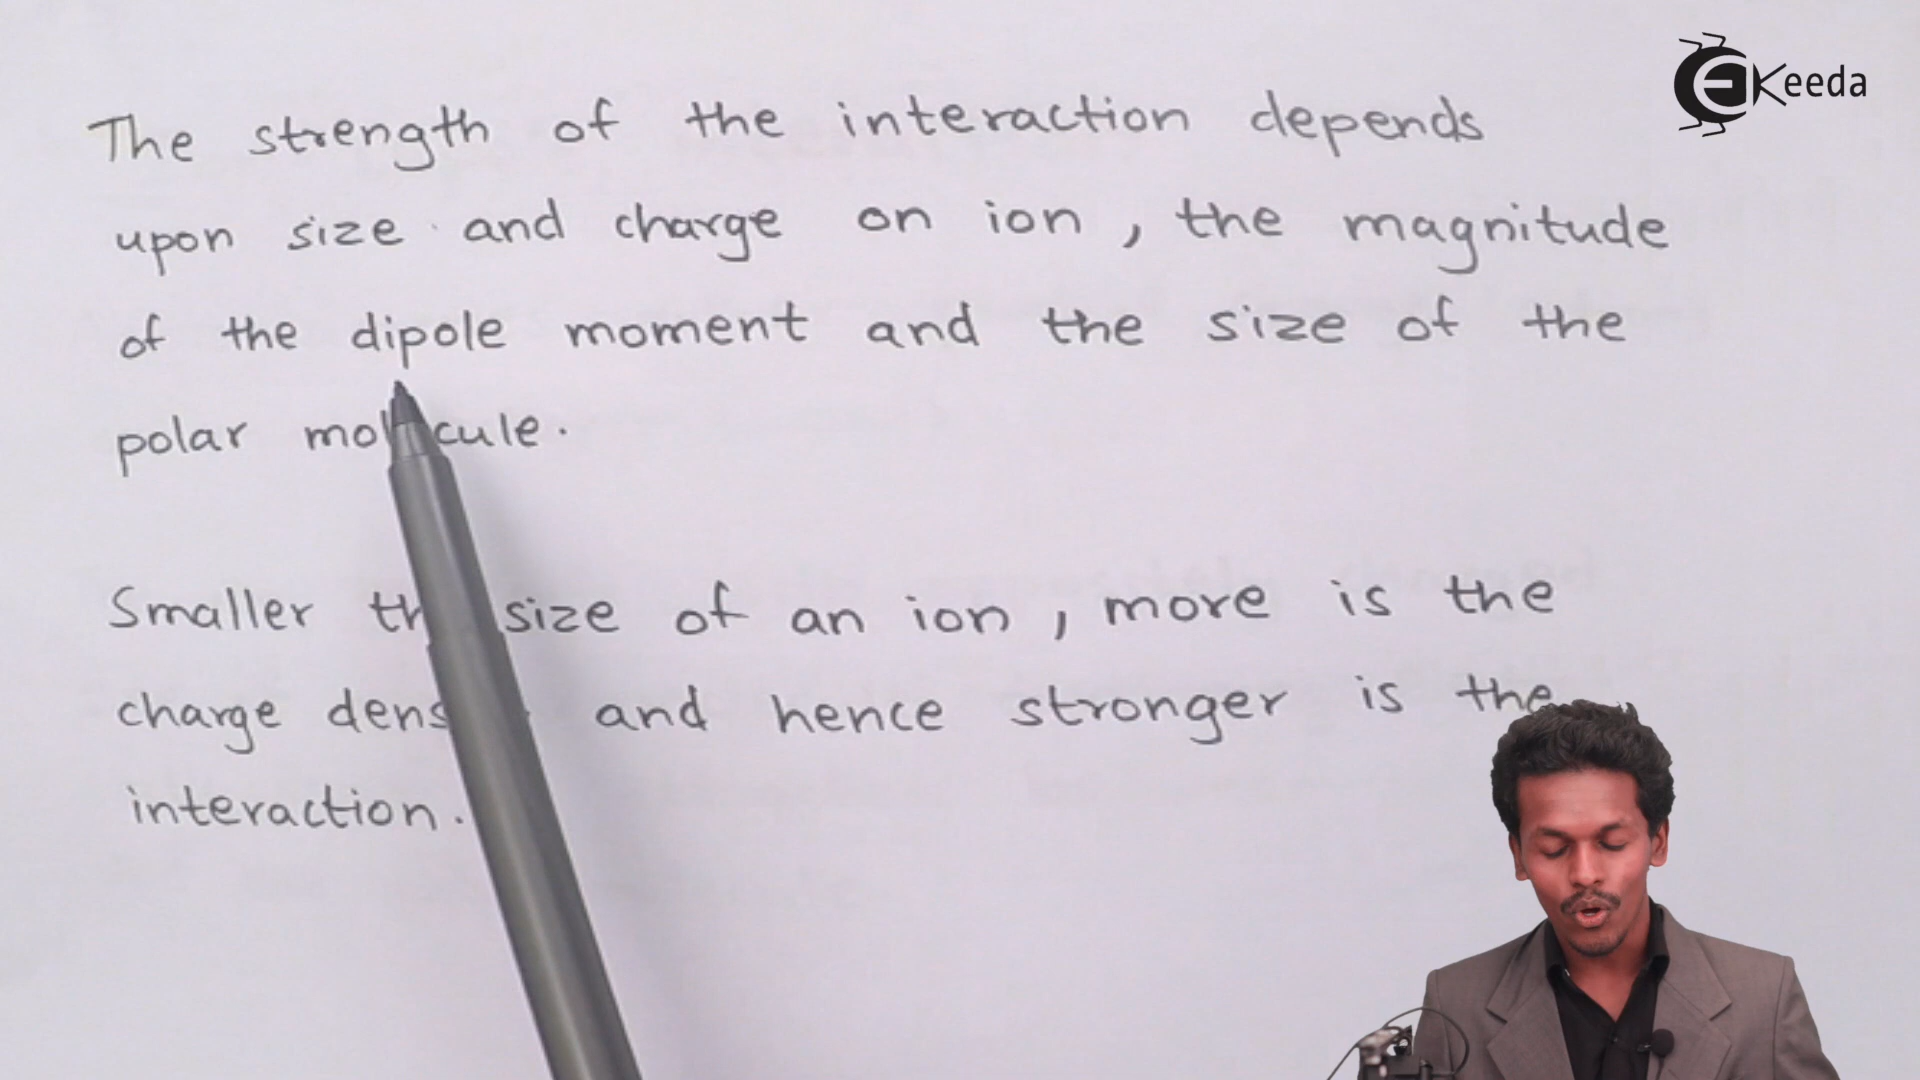 EKeeda
The strength of the interaction depends
upon size and charge on ion, the magnitude
of the dipole moment and the size of the
polar cule.
Smaller size of an ion, more is the
charge and hence stronger is the
interaction.